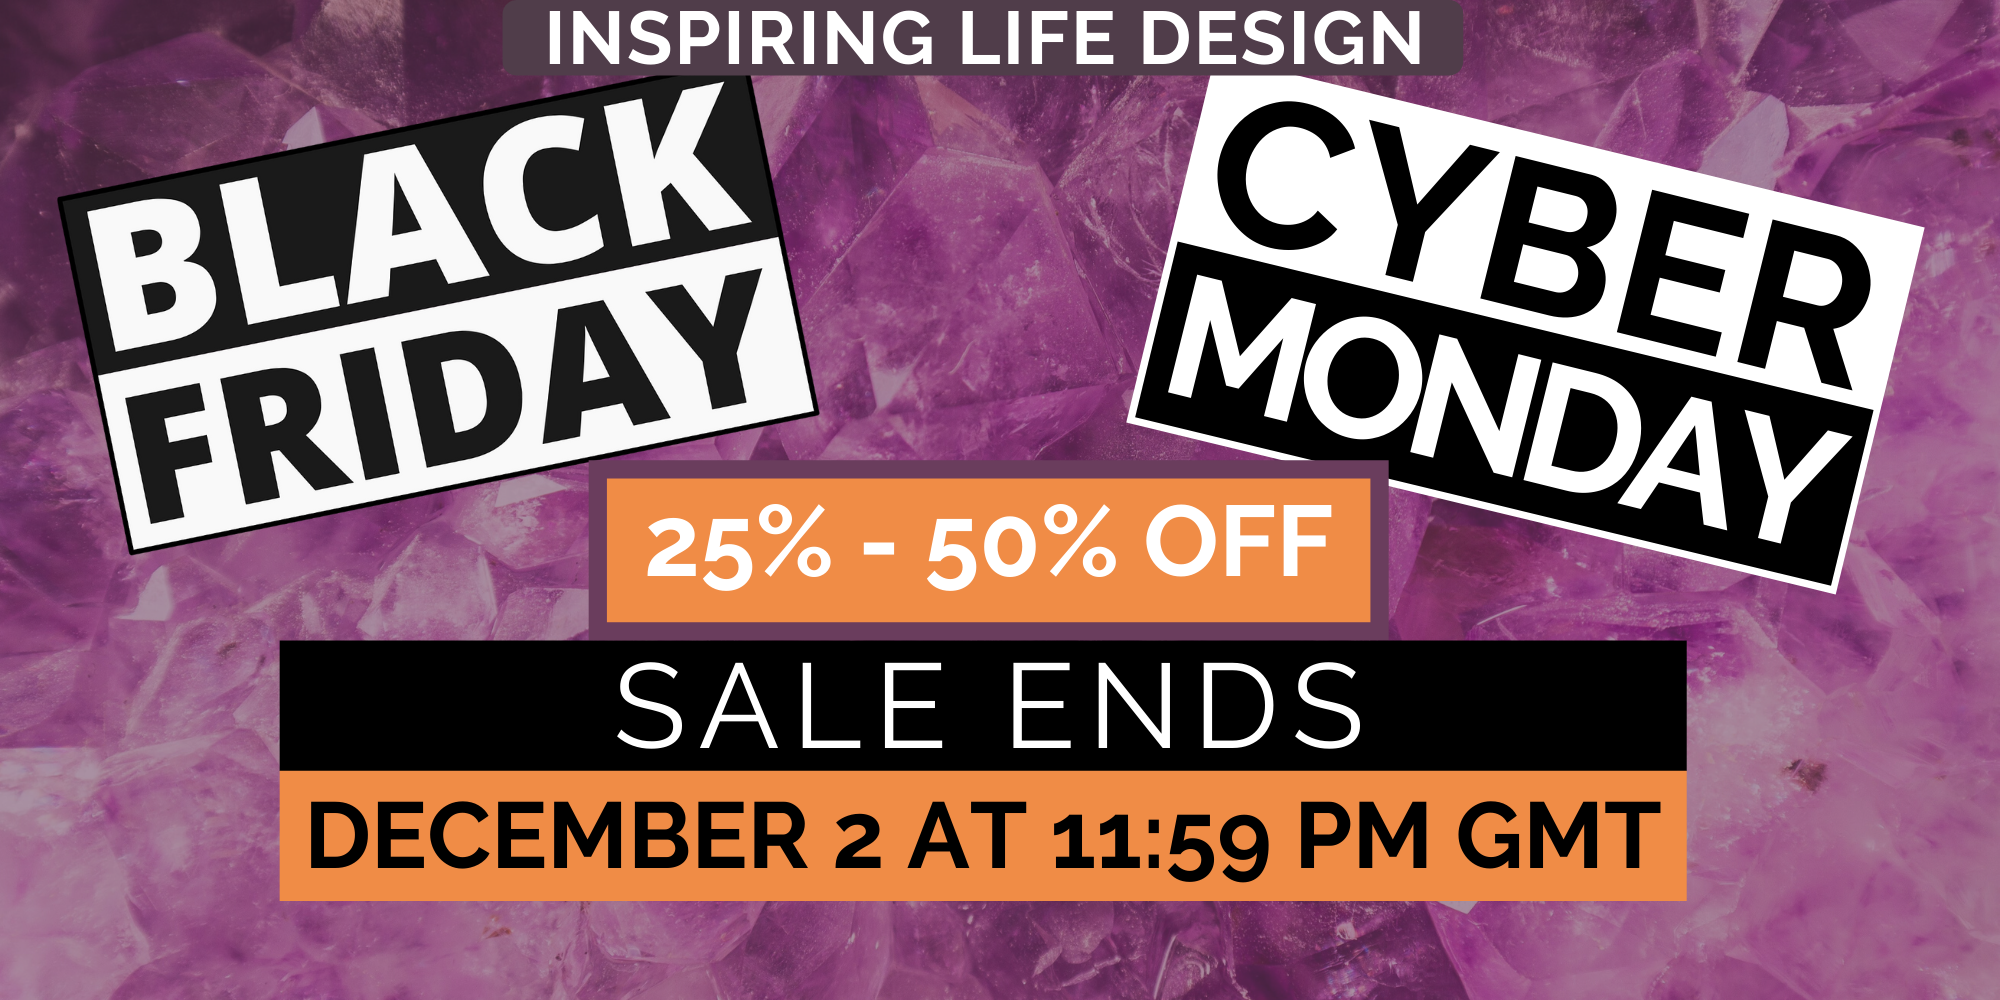 INSPIRING LIFE DESIGN
BLACK
FRIDAY
CYBER
MONDAY
25% - 50% OFF
SALE ENDS
DECEMBER 2 AT 11:59 PM GMT